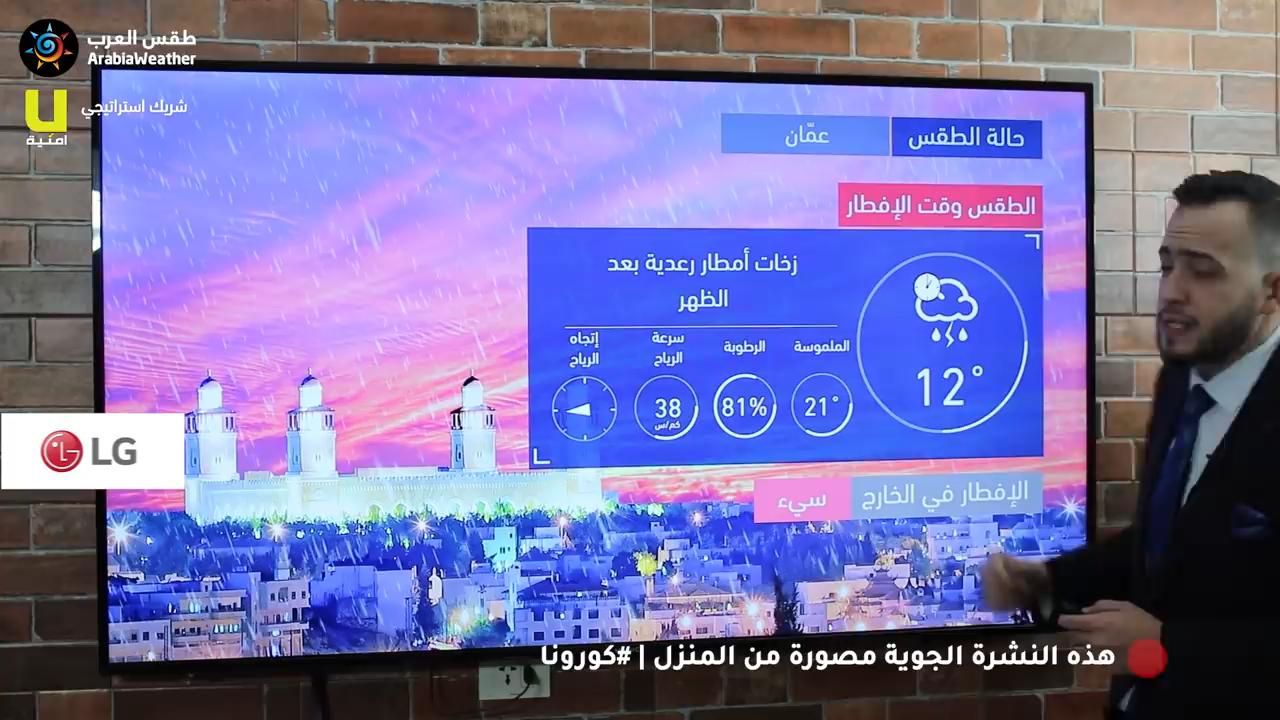 طقس العرب
ArabiaWeather
شريك استراتيجي
امنية
حالة الطقس
عمّان
الطقس وقت الإفطار
زخات أمطار رعدية بعد
الظهر
12°
الملموسة
الرطوبة
سرعة
الرياح
إتجاه
الرياح
21°
81%
38
كم/س
الإفطار في الخارج
سيء
LG
هذه النشرة الجوية مصورة من المنزل | #كورونا